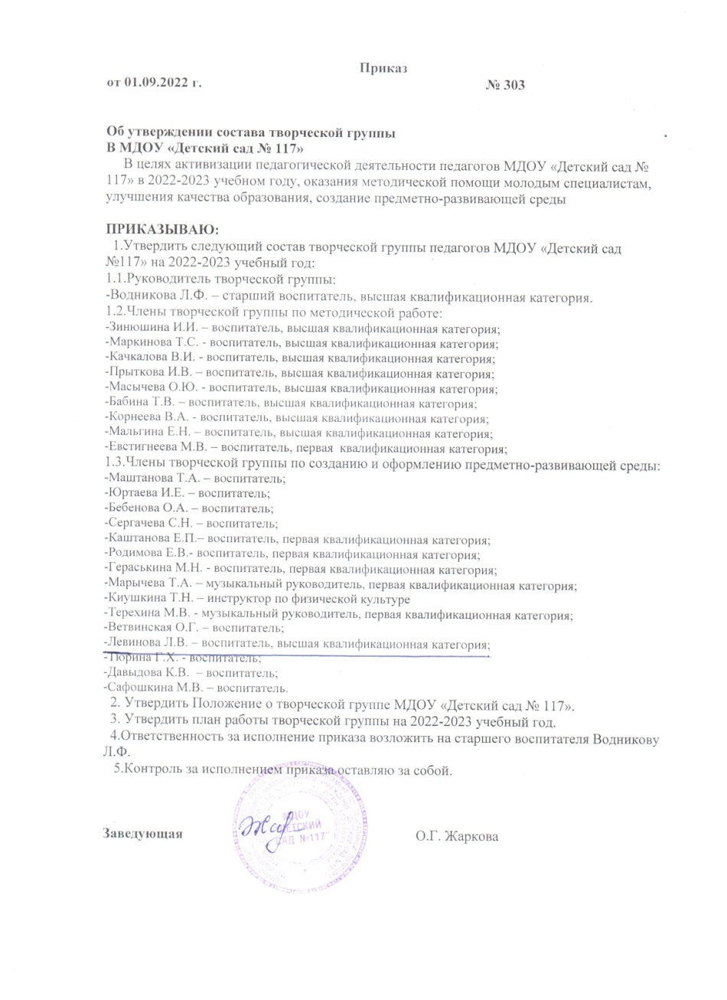 Приказ
от 01.09.2022 г.
№ 303
Об утверждении состава творческой группы
В МДОУ «Детский сад № 117»
В целях активизации педагогической деятельности педагогов МДОУ «Детский сад №
117» в 2022-2023 учебном году, оказания методической помощи молодым специалистам,
улучшения качества образования, создание предметно-развивающей среды
ПРИКАЗЫВАЮ:
1.Утвердить следующий состав творческой группы педагогов МДОУ «Детский сад
№117» на 2022-2023 учебный год:
1.1.Руководитель творческой группы:
-Водникова Л.Ф. – старший воспитатель, высшая квалификационная категория.
1.2.Члены творческой группы по методической работе:
-Зинюшина И.И. – воспитатель, высшая квалификационная категория;
-Маркинова Т.С. - воспитатель, высшая квалификационная категория;
-Качкалова В.И. - воспитатель, высшая квалификационная категория;
-Прыткова И.В. – воспитатель, высшая квалификационная категория;
-Масычева О.Ю. - воспитатель, высшая квалификационная категория;
-Бабина Т.В. – воспитатель, высшая квалификационная категория;
-Корнеева В.А. - воспитатель, высшая квалификационная категория;
-Мальгина Е.Н. – воспитатель, высшая квалификационная категория;
-Евстигнеева М.В. – воспитатель, первая квалификационная категория;
1.3.Члены творческой группы по созданию и оформлению предметно-развивающей среды:
-Маштанова Т.А. – воспитатель;
-Юртаева И.Е. – воспитатель;
-Бебенова О.А. – воспитатель;
-Сергачева С.Н. – воспитатель;
-Каштанова Е.П.– воспитатель, первая квалификационная категория;
-Родимова Е.В.- воспитатель, первая квалификационная категория;
-Гераськина М.Н. - воспитатель, первая квалификационная категория;
-Марычева Т.А. – музыкальный руководитель, первая квалификационная категория;
-Киушкина Т.Н. – инструктор по физической культуре
-Терехина М.В. - музыкальный руководитель, первая квалификационная категория;
-Ветвинская О.Г. – воспитатель;
-Левинова Л.В. – воспитатель, высшая квалификационная категория;
-Тюрина Г.Х. - воспитатель;
-Давыдова К.В. – воспитатель;
-Сафошкина М.В. – воспитатель.
2. Утвердить Положение о творческой группе МДОУ «Детский сад № 117».
3. Утвердить план работы творческой группы на 2022-2023 учебный год.
4.Ответственность за исполнение приказа возложить на старшего воспитателя Водникову
Л.Ф.
5.Контроль за исполнением приказа оставляю за собой.
МДОУ
"ДЕТСКИЙ
САД №117"
Заведующая
О.Г. Жаркова